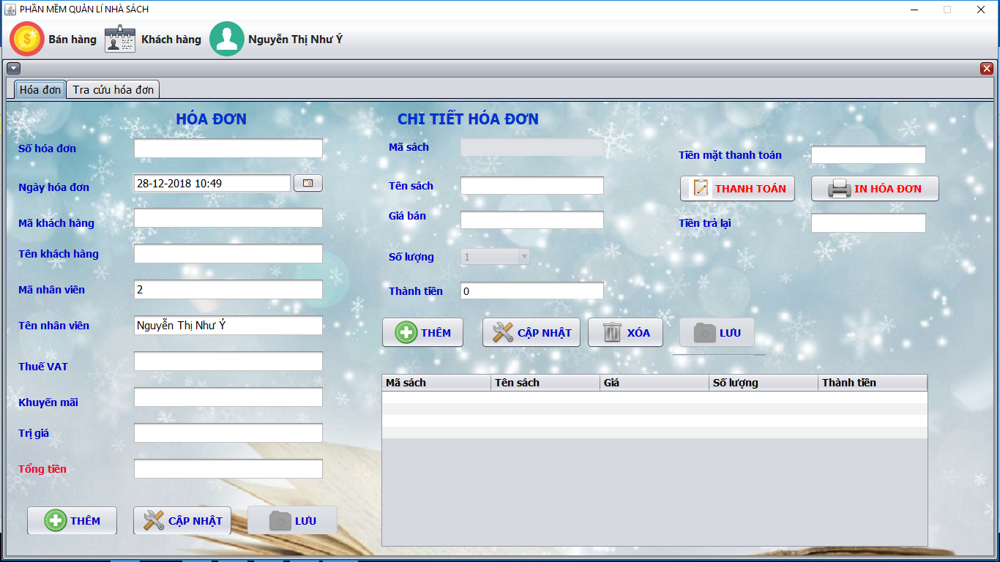 PHẦN MỀM QUẢN LÍ NHÀ SÁCH
Bán hàng Khách hàng Nguyễn Thị Như Ý
Hóa đơn Tra cứu hóa đơn
HÓA ĐƠN
Số hóa đơn
Ngày hóa đơn 28-12-2018 10:49
Mã khách hàng
Tên khách hàng
Mã nhân viên 2
Tên nhân viên Nguyễn Thị Như Ý
Thuế VAT
Khuyến mãi
Trị giá
Tổng tiền
THÊM CẬP NHẬT LƯU
CHI TIẾT HÓA ĐƠN
Mã sách
Tên sách
Giá bán
Số lượng 1
Thành tiền 0
THÊM CẬP NHẬT XÓA LƯU
Tiền mặt thanh toán
THANH TOÁN IN HÓA ĐƠN
Tiền trả lại
Mã sách Tên sách Giá Số lượng Thành tiền